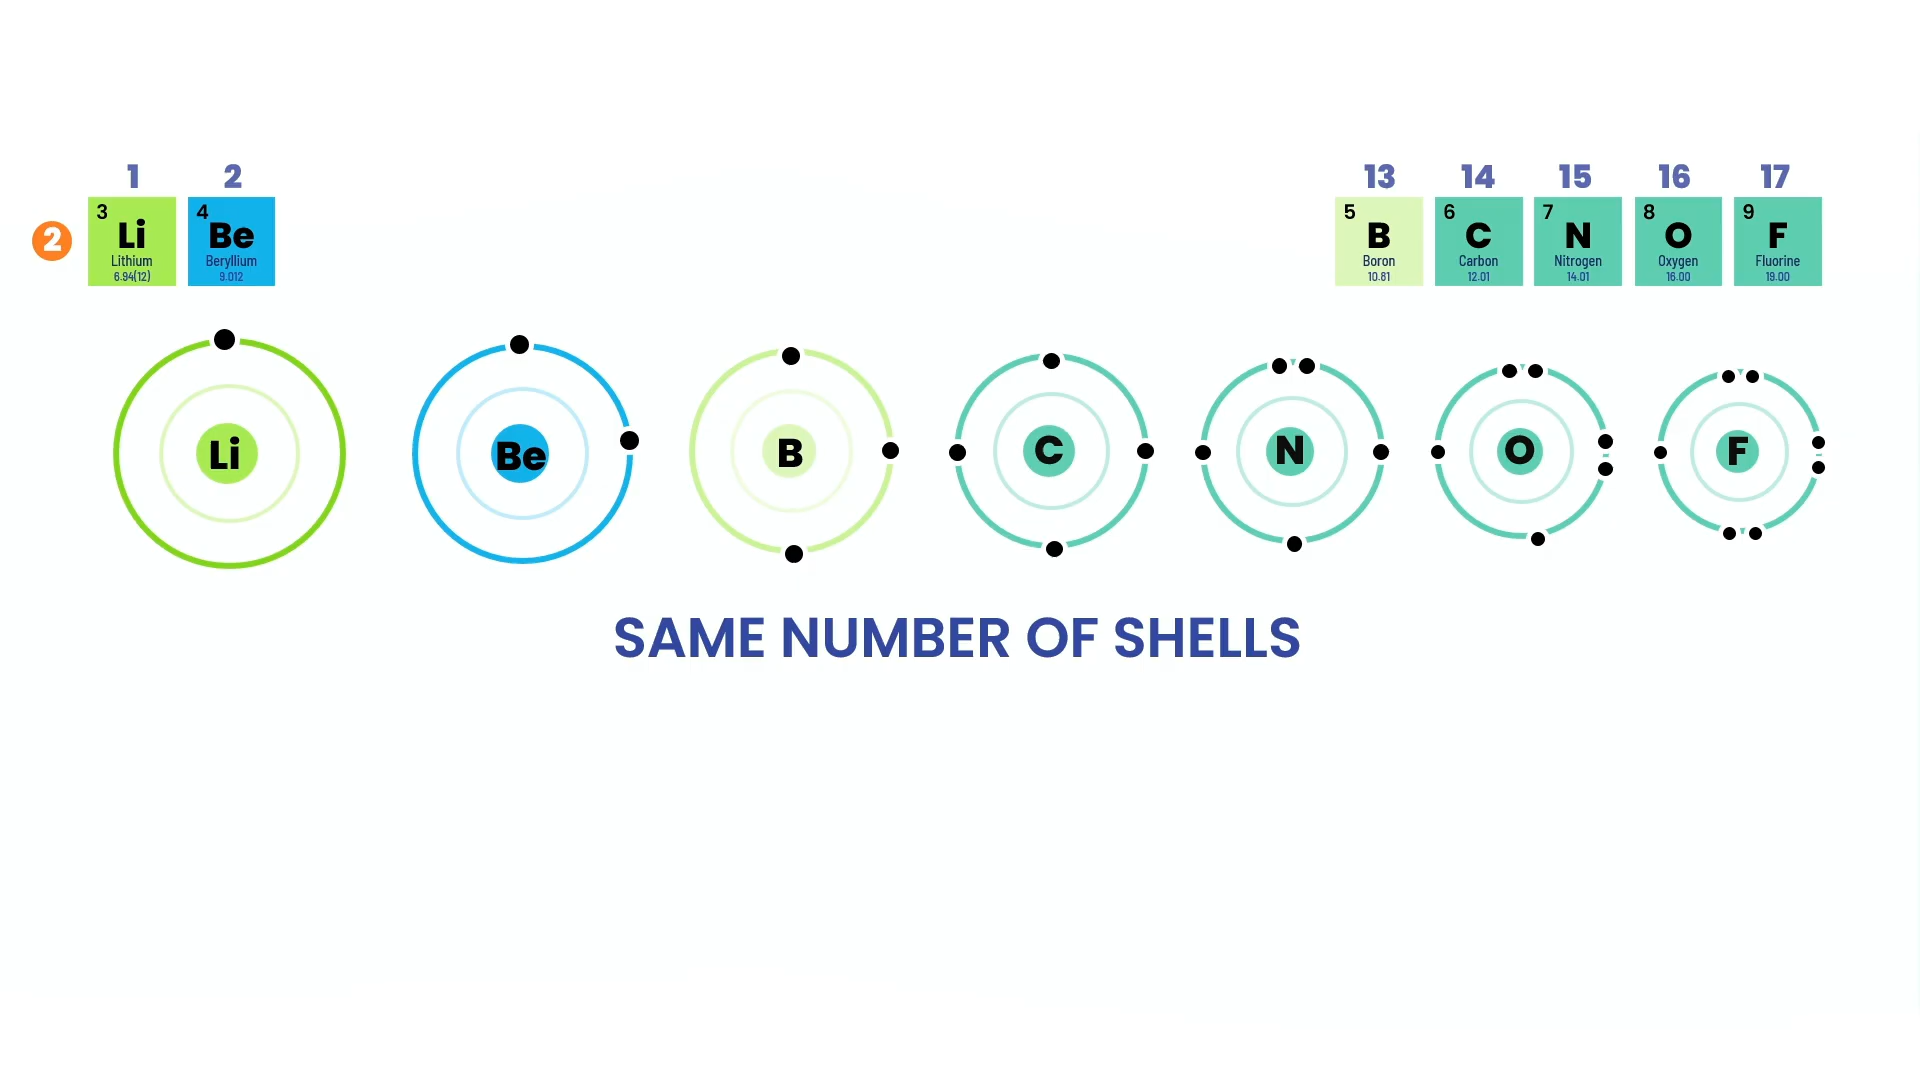 1 2 13 14 15 16 17
2
3 4 5 6 7 8 9
Li Be B C N O F
Lithium Beryllium Boron Carbon Nitrogen Oxygen Fluorine
6.94(12) 9.012 10.81 12.01 14.01 16.00 19.00
Li Be B C N O F
SAME NUMBER OF SHELLS